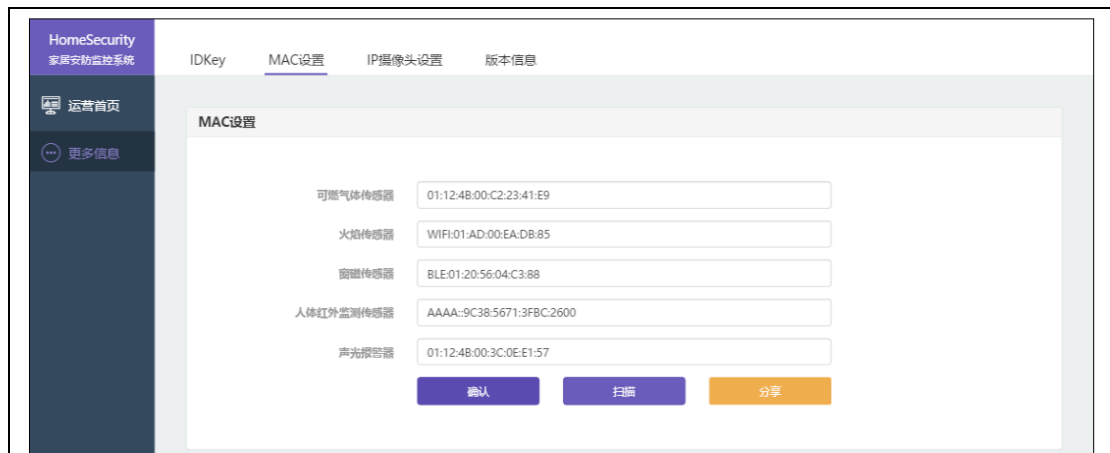 HomeSecurity
家居安防监控系统
IDKey MAC设置 IP摄像头设置 版本信息
运营首页
更多信息
MAC设置
可燃气体传感器 01:12:4B:00:C2:23:41:E9
火焰传感器 WIFI:01:AD:00:EA:DB:85
窗磁传感器 BLE:01:20:56:04:C3:88
人体红外监测传感器 AAAA::9C38:5671:3FBC:2600
声光报警器 01:12:4B:00:3C:0E:E1:57
确认 扫描 分享